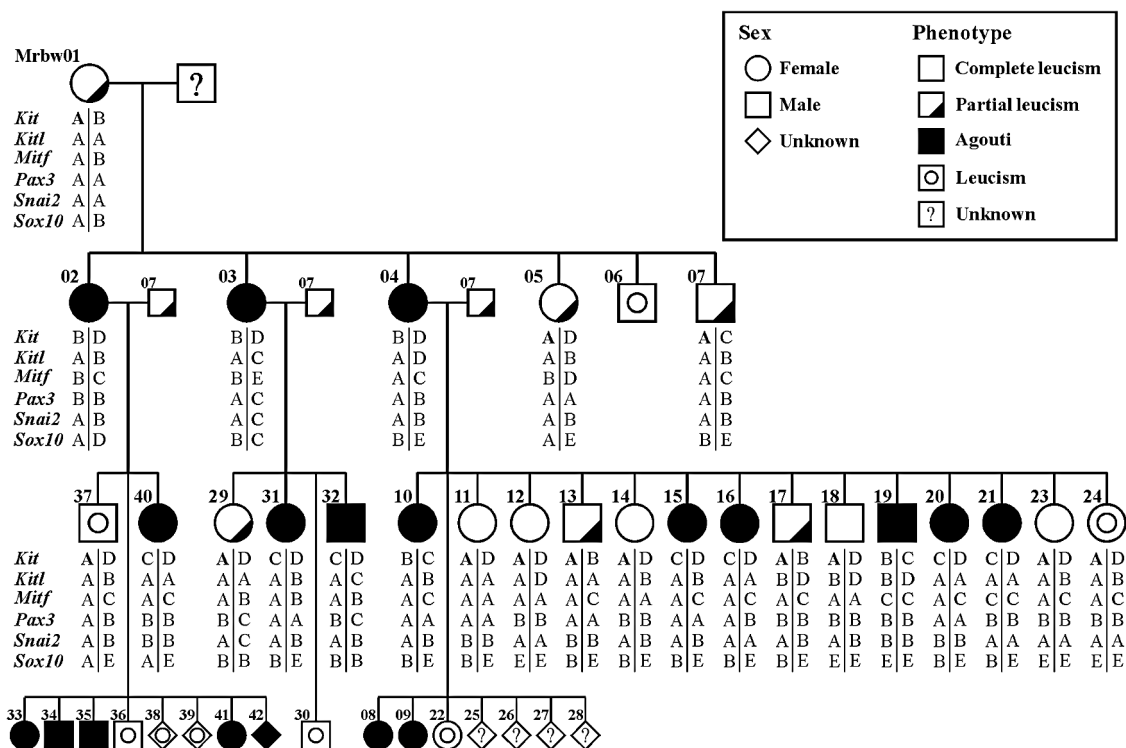 Mrbw01
?
Kit A B
Kitl A A
Mitf A B
Pax3 A A
Snai2 A A
Sox10 A B
Sex
Female
Male
Unknown
Phenotype
Complete leucism
Partial leucism
Agouti
Leucism
? Unknown
02 07 03 07 04 07 05 06 07
Kit B D B D B D A D A C
Kitl A B A C A D A B A B
Mitf B C B E A C B D A C
Pax3 B B A C A B A A A B
Snai2 A B A C A B A B A B
Sox10 A D B C B E A E B E
37 40 29 31 32 10 11 12 13 14 15 16 17 18 19 20 21 23 24
Kit A D C D A D C D C D B C A D A D A B A D C D C D A B A D B C C D C D A D A D
Kitl A B A A A A A B A C A B A A A D B A A B A B A A B D B D B D A A A B A B A B
Mitf A C A C A B A B A B A C A A A A A C A A A C A C A C A A C C A C C C A C A C
Pax3 A B B B B C A A B C A A A B B B A B A B A B B B A B B A A B B B B B B B B B
Snai2 A B B B A C A B A B A B B B B A B B B B B B B A B B B B A A B B B A B A B A
Sox10 A E A E B B B E B B B E B E E E B E B E B E B E B E B E E E B E B E E E E E
33 34 35 36 38 39 41 42 30 08 09 22 25 26 27 28
? ? ? ?